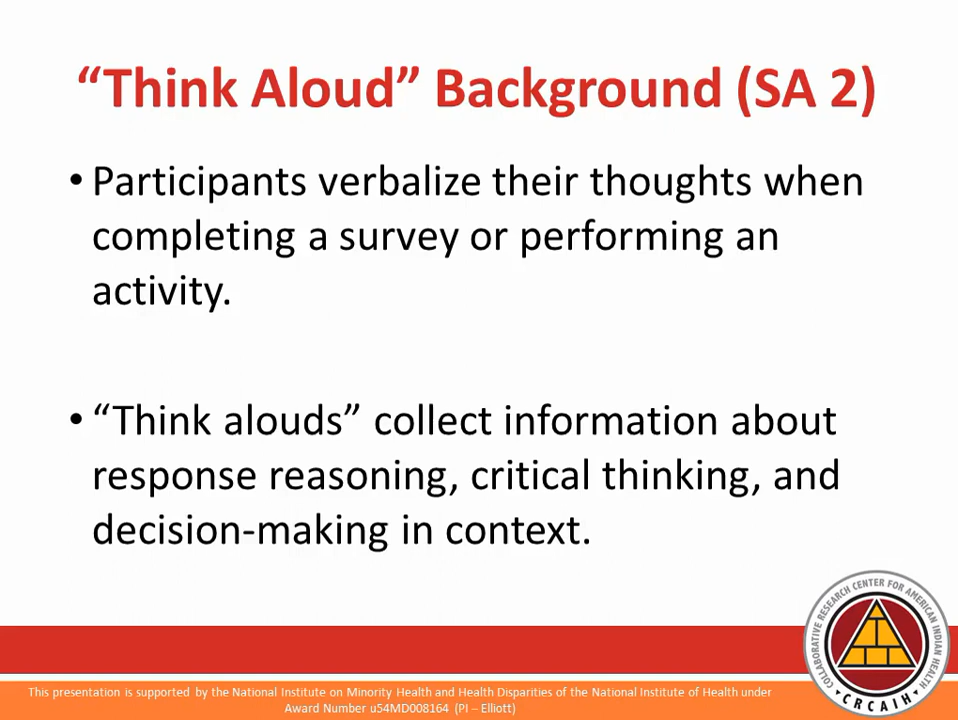 “Think Aloud” Background (SA 2)
• Participants verbalize their thoughts when
completing a survey or performing an
activity.
• “Think alouds” collect information about
response reasoning, critical thinking, and
decision-making in context.
COLLABORATIVE RESEARCH CENTER FOR AMERICAN INDIAN HEALTH
CRCAIH
This presentation is supported by the National Institute on Minority Health and Health Disparities of the National Institute of Health under
Award Number u54MD008164 (PI – Elliott)